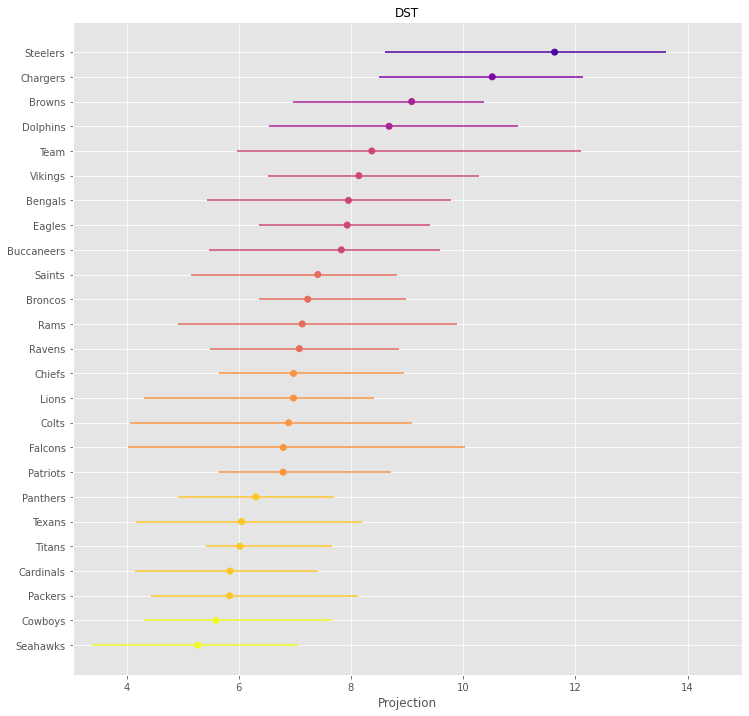 DST
Steelers
Chargers
Browns
Dolphins
Team
Vikings
Bengals
Eagles
Buccaneers
Saints
Broncos
Rams
Ravens
Chiefs
Lions
Colts
Falcons
Patriots
Panthers
Texans
Titans
Cardinals
Packers
Cowboys
Seahawks
4 6 8 10 12 14
Projection